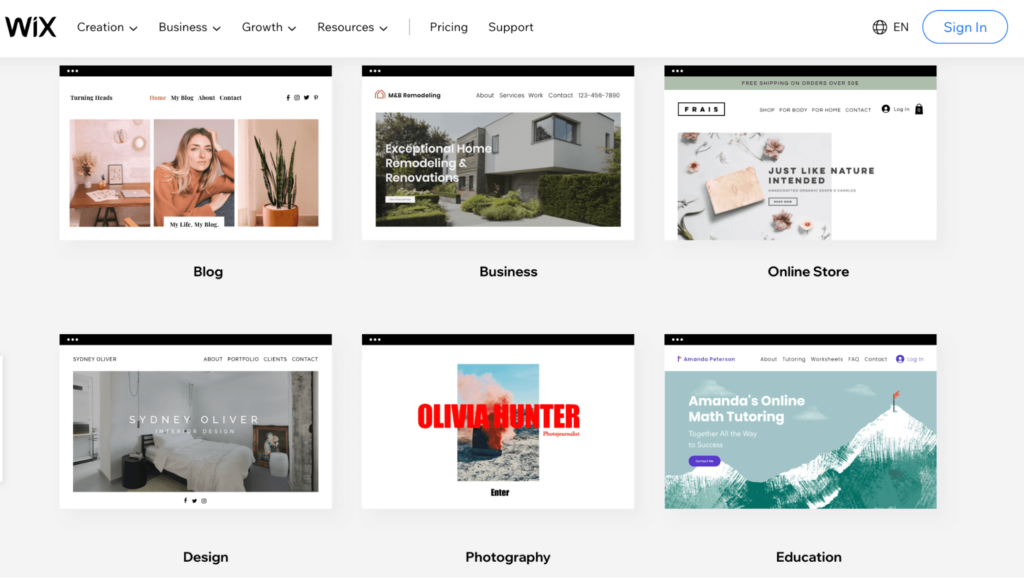 WiX Creation Business Growth Resources Pricing Support EN Sign In
Turning Heads Home My Blog About Contact
My Life. My Blog.
M&B Remodeling About Services Work Contact 123-456-7890
Exceptional Home
Remodeling &
Renovations
FREE SHIPPING ON ORDERS OVER 50$
FRAIS SHOP FOR BODY FOR HOME CONTACT Log In
JUST LIKE NATURE
INTENDED
HANDCRAFTED ORGANIC SOAPS & CANDLES
SHOP NOW
Blog
Business
Online Store
SYDNEY OLIVER ABOUT PORTFOLIO CLIENTS CONTACT
SYDNEY OLIVER
INTERIOR DESIGN
OLIVIA HUNTER
Photojournalist
Enter
Amanda Peterson About Tutoring Worksheets FAQ Contact Log In
Amanda's Online
Math Tutoring
Together All the Way
to Success
Contact Me
Design
Photography
Education